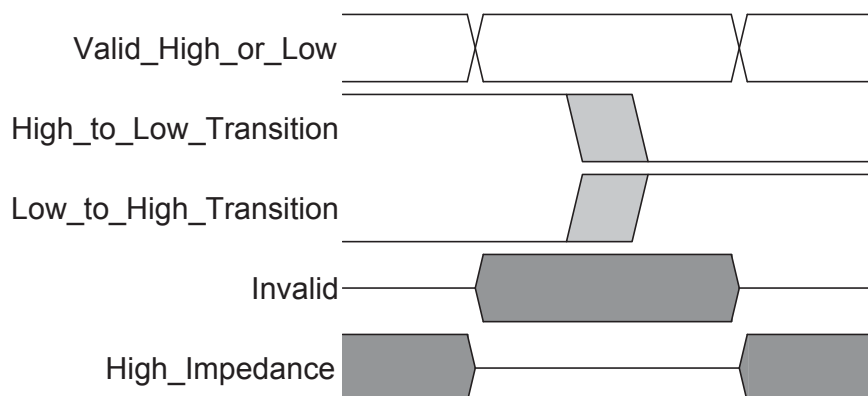 Valid_High_or_Low
High_to_Low_Transition
Low_to_High_Transition
Invalid
High_Impedance